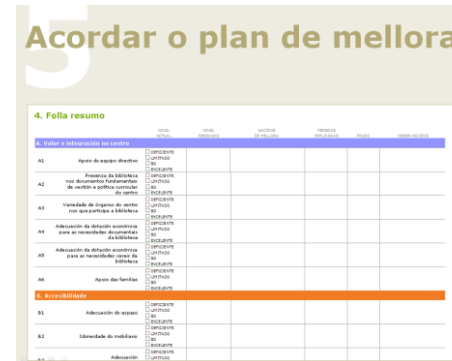 5
Acordar o plan de mellora
4. Folla resumo
NIVEL ACTUAL NIVEL DESEXADO ACCIÓNS DE MELLORA PERSOAS IMPLICADAS PRAZO OBSERVACIÓNS
A. Valor e integración no centro
A1 Apoio do equipo directivo
DEFICIENTE
LIMITADO
BO
EXCELENTE
A2 Presenza da biblioteca
nos documentos fundamentais
de xestión e política curricular
do centro
DEFICIENTE
LIMITADO
BO
EXCELENTE
A3 Variedade de órganos do centro
nos que participa a biblioteca
DEFICIENTE
LIMITADO
BO
EXCELENTE
A4 Adecuación da dotación económica
para as necesidades documentais
da biblioteca
DEFICIENTE
LIMITADO
BO
EXCELENTE
A5 Adecuación da dotación económica
para as necesidades xerais da
biblioteca
DEFICIENTE
LIMITADO
BO
EXCELENTE
A6 Apoio das familias
DEFICIENTE
LIMITADO
BO
EXCELENTE
B. Accesibilidade
B1 Adecuación do espazo
DEFICIENTE
LIMITADO
BO
EXCELENTE
B2 Idoneidade do mobiliario
DEFICIENTE
LIMITADO
BO
EXCELENTE
Adecuación
DEFICIENTE
LIMITADO